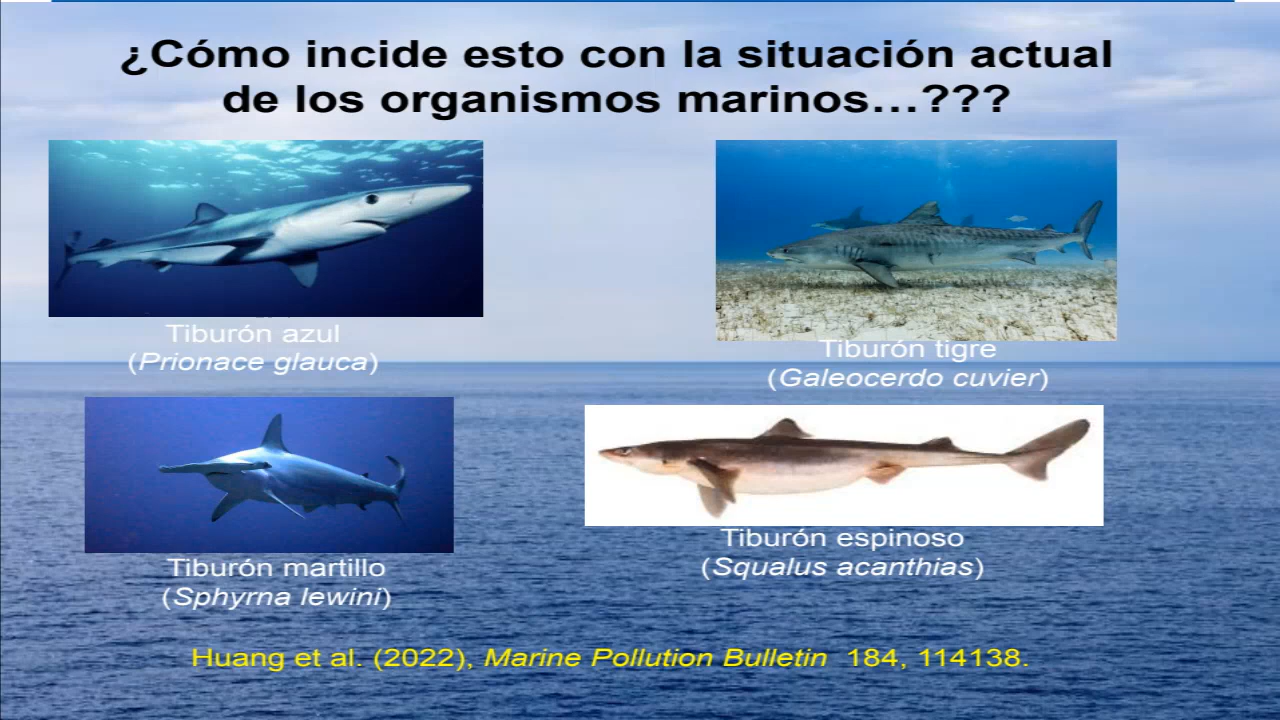 ¿Cómo incide esto con la situación actual
de los organismos marinos...???
Tiburón azul
(Prionace glauca)
Tiburón tigre
(Galeocerdo cuvier)
Tiburón martillo
(Sphyrna lewini)
Tiburón espinoso
(Squalus acanthias)
Huang et al. (2022), Marine Pollution Bulletin 184, 114138.